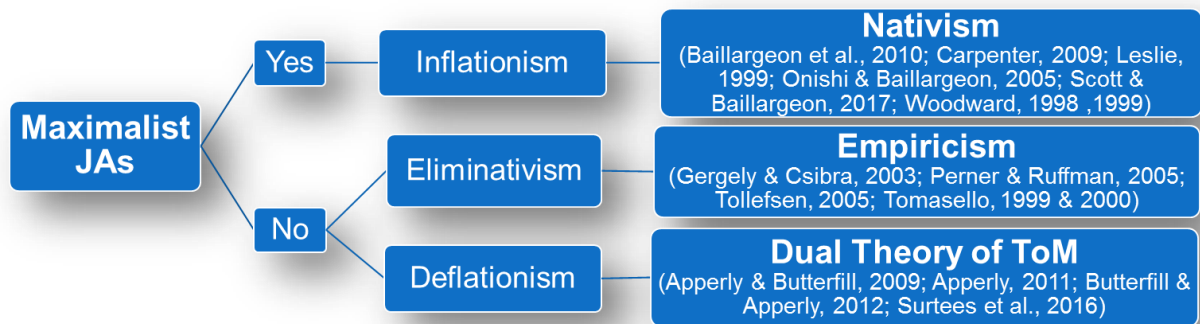 Maximalist
JAs
Yes
Inflationism
Nativism
(Baillargeon et al., 2010; Carpenter, 2009; Leslie,
1999; Onishi & Baillargeon, 2005; Scott &
Baillargeon, 2017; Woodward, 1998 ,1999)
No
Eliminativism
Empiricism
(Gergely & Csibra, 2003; Perner & Ruffman, 2005;
Tollefsen, 2005; Tomasello, 1999 & 2000)
Deflationism
Dual Theory of ToM
(Apperly & Butterfill, 2009; Apperly, 2011; Butterfill &
Apperly, 2012; Surtees et al., 2016)